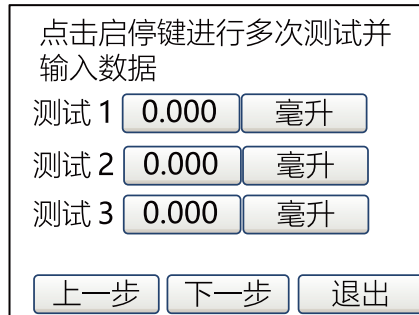 点击启停键进行多次测试并
输入数据
测试 1 0.000 毫升
测试 2 0.000 毫升
测试 3 0.000 毫升
上一步 下一步 退出